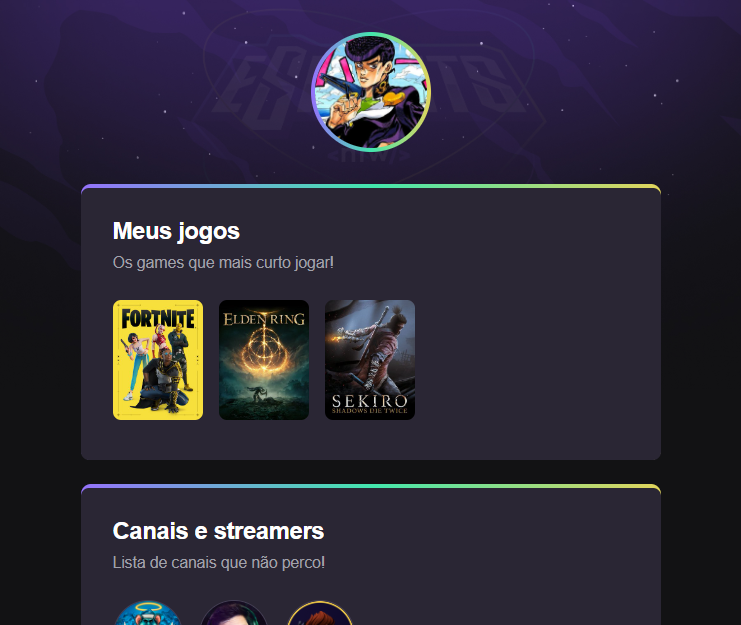 Meus jogos
Os games que mais curto jogar!
FORTNITE
ELDEN RING
SEKIRO
SHADOWS DIE TWICE
Canais e streamers
Lista de canais que não perco!